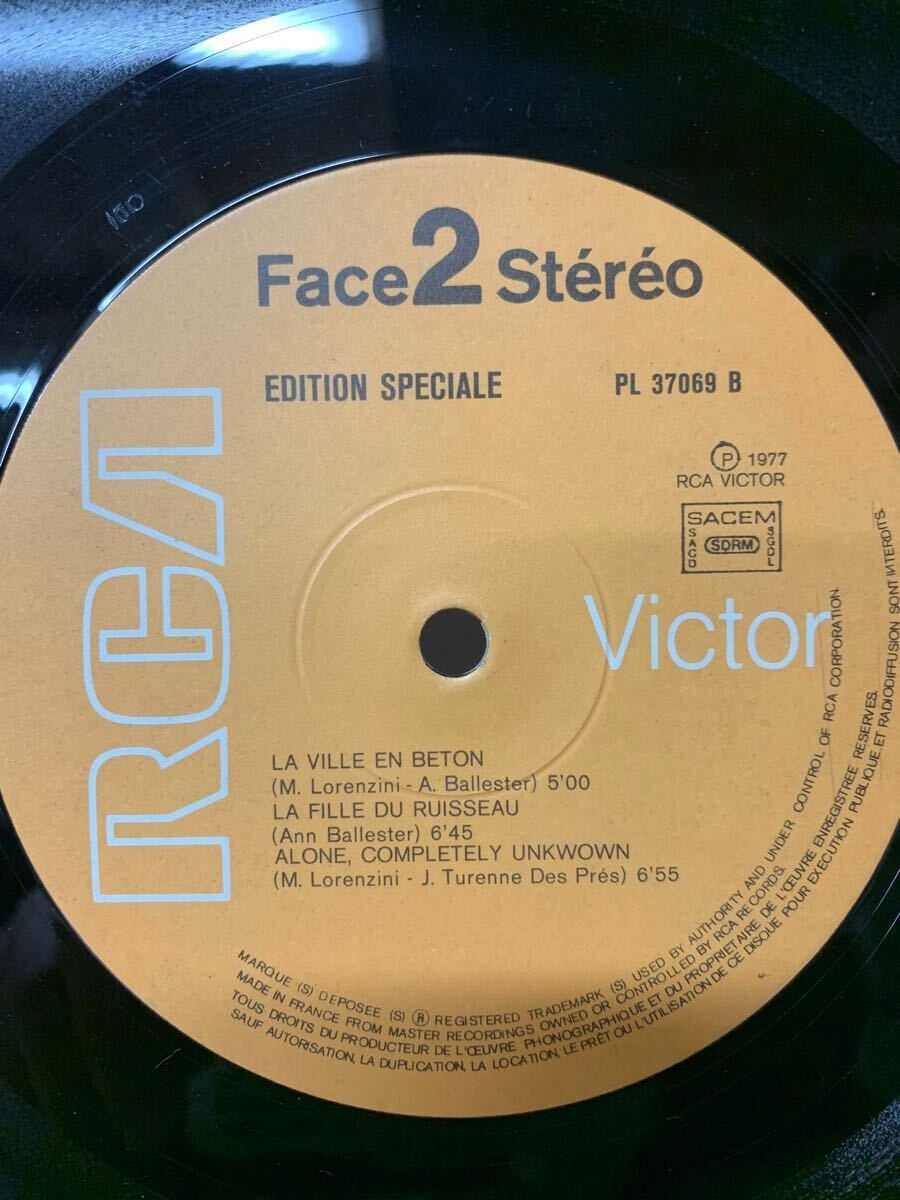 Face 2 Stéréo
EDITION SPECIALE PL 37069 B
Ⓟ 1977
RCA VICTOR
SACEM
SACD SDRM SGDL
RCA
Victor
LA VILLE EN BETON
(M. Lorenzini - A. Ballester) 5'00
LA FILLE DU RUISSEAU
(Ann Ballester) 6'45
ALONE, COMPLETELY UNKWOWN
(M. Lorenzini - J. Turenne Des Prés) 6'55
MARQUE (S) DEPOSEE (S) ® REGISTERED TRADEMARK (S) USED BY AUTHORITY AND UNDER CONTROL OF RCA CORPORATION
MADE IN FRANCE FROM MASTER RECORDINGS OWNED OR CONTROLLED BY RCA RECORDS.
TOUS DROITS DU PRODUCTEUR DE L'ŒUVRE PHONOGRAPHIQUE ET DU PROPRIETAIRE DE L'ŒUVRE ENREGISTREE RESERVES.
SAUF AUTORISATION, LA DUPLICATION, LA LOCATION, LE PRÊT OU L'UTILISATION DE CE DISQUE POUR EXECUTION PUBLIQUE ET RADIODIFFUSION SONT INTERDITS.